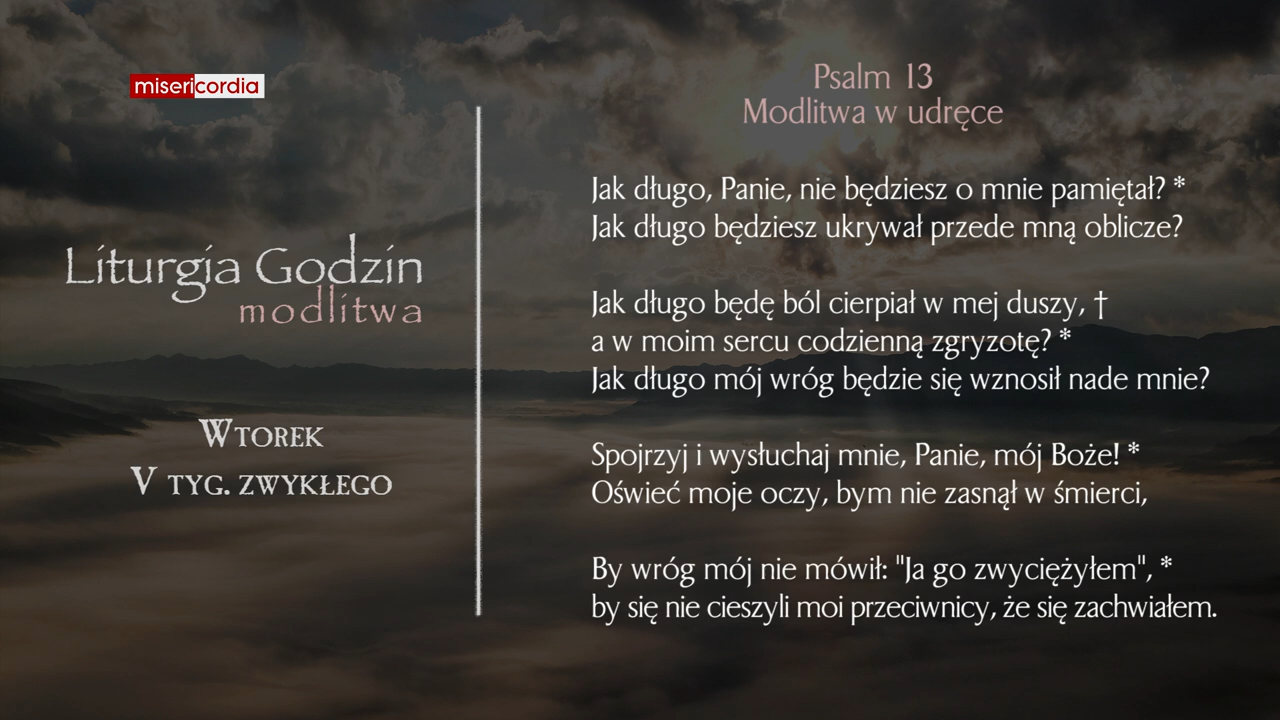 misericordia
Liturgia Godzin
modlitwa
Wtorek
V tyg. zwykłego
Psalm 13
Modlitwa w udręce
Jak długo, Panie, nie będziesz o mnie pamiętał? *
Jak długo będziesz ukrywał przede mną oblicze?
Jak długo będę ból cierpiał w mej duszy, †
a w moim sercu codzienną zgryzotę? *
Jak długo mój wróg będzie się wznosił nade mnie?
Spojrzyj i wysłuchaj mnie, Panie, mój Boże! *
Oświeć moje oczy, bym nie zasnął w śmierci,
By wróg mój nie mówił: "Ja go zwyciężyłem", *
by się nie cieszyli moi przeciwnicy, że się zachwiałem.